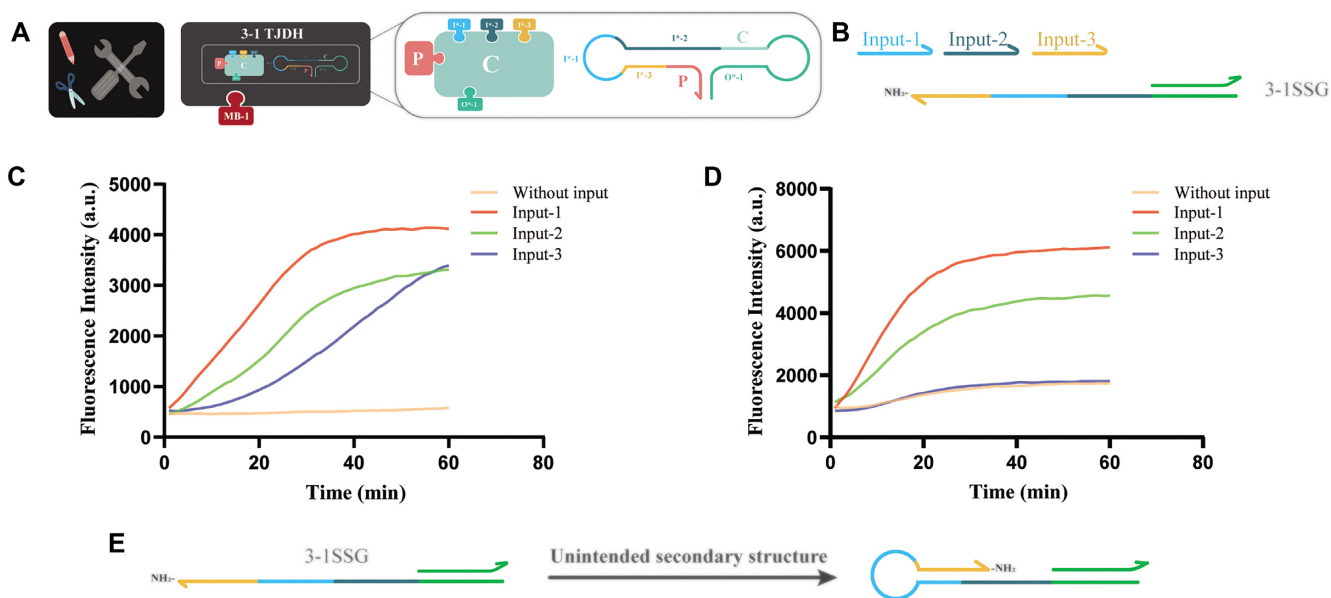 A
3-1 TJDH
P
C
MB-1
I*-1
I*-2
I*-3
P
C
O*-1
I*-1
I*-2
C
I*-3
P
O*-1
B
Input-1
Input-2
Input-3
NH₂-
3-1SSG
C
Fluorescence Intensity (a.u.)
5000
4000
3000
2000
1000
0
0
20
40
60
80
Time (min)
Without input
Input-1
Input-2
Input-3
D
Fluorescence Intensity (a.u.)
8000
6000
4000
2000
0
0
20
40
60
80
Time (min)
Without input
Input-1
Input-2
Input-3
E
3-1SSG
NH₂-
Unintended secondary structure
-NH₂